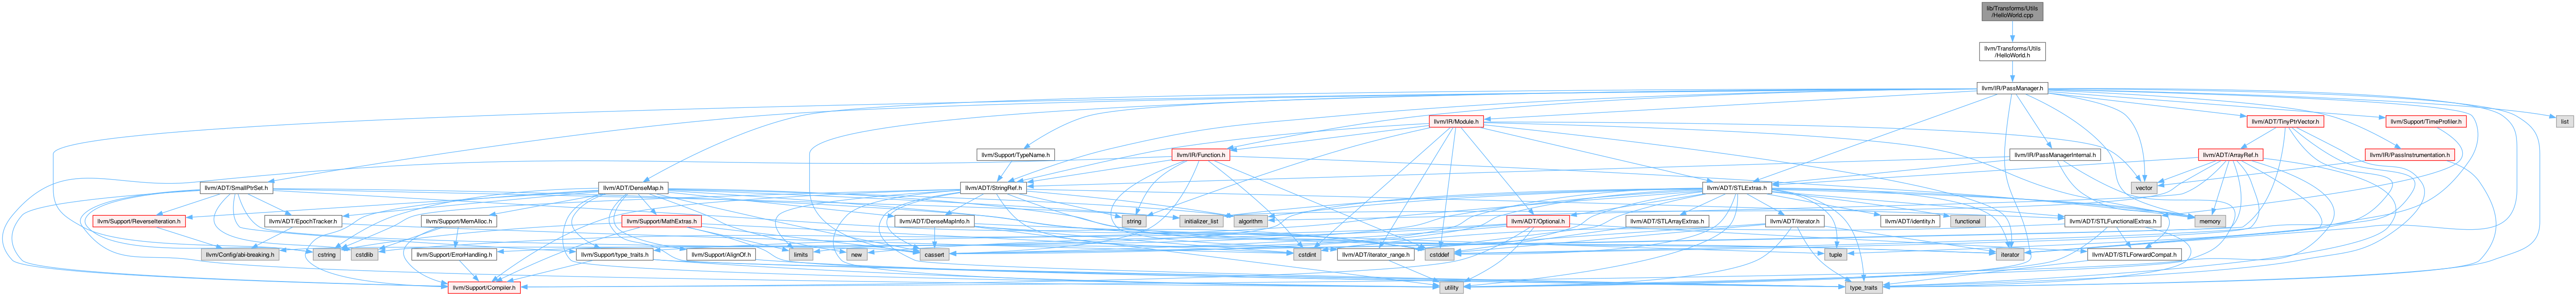 lib/Transforms/Utils
/HelloWorld.cpp
llvm/Transforms/Utils
/HelloWorld.h
llvm/IR/PassManager.h
llvm/IR/Module.h
llvm/ADT/TinyPtrVector.h
llvm/Support/TimeProfiler.h
list
llvm/Support/TypeName.h
llvm/IR/Function.h
llvm/IR/PassManagerInternal.h
llvm/ADT/ArrayRef.h
llvm/IR/PassInstrumentation.h
llvm/ADT/SmallPtrSet.h
llvm/ADT/DenseMap.h
llvm/ADT/StringRef.h
llvm/ADT/STLExtras.h
vector
llvm/Support/ReverseIteration.h
llvm/ADT/EpochTracker.h
llvm/Support/MemAlloc.h
llvm/Support/MathExtras.h
llvm/ADT/DenseMapInfo.h
string
initializer_list
algorithm
llvm/ADT/Optional.h
llvm/ADT/STLArrayExtras.h
llvm/ADT/iterator.h
llvm/ADT/identity.h
functional
llvm/ADT/STLFunctionalExtras.h
memory
llvm/Config/abi-breaking.h
cstring
cstdlib
llvm/Support/ErrorHandling.h
llvm/Support/type_traits.h
llvm/Support/AlignOf.h
limits
new
cassert
cstdint
llvm/ADT/iterator_range.h
cstddef
tuple
iterator
llvm/ADT/STLForwardCompat.h
llvm/Support/Compiler.h
utility
type_traits